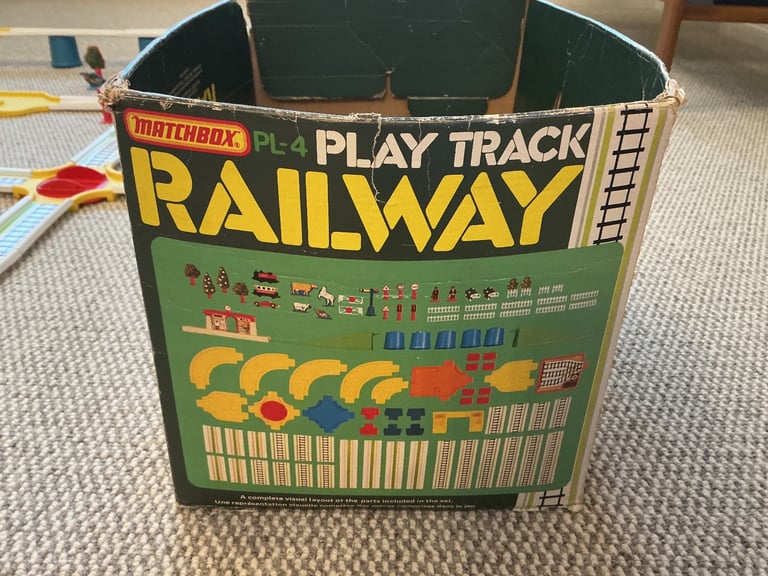 MATCHBOX®
PL-4 PLAY TRACK
RAILWAY
A complete visual layout of the parts included in the set.
Une représentation visuelle complète des pièces comprises dans le jeu